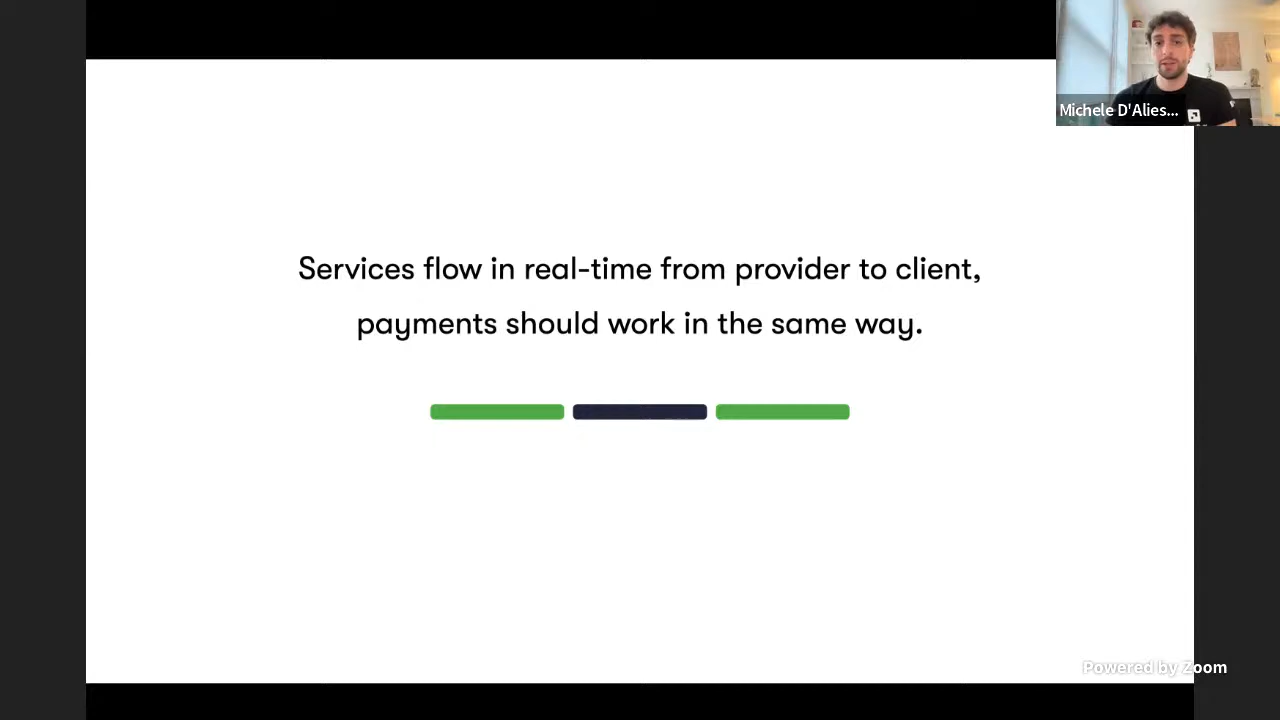 Michele D'Alies...
Services flow in real-time from provider to client,
payments should work in the same way.
Powered by Zoom